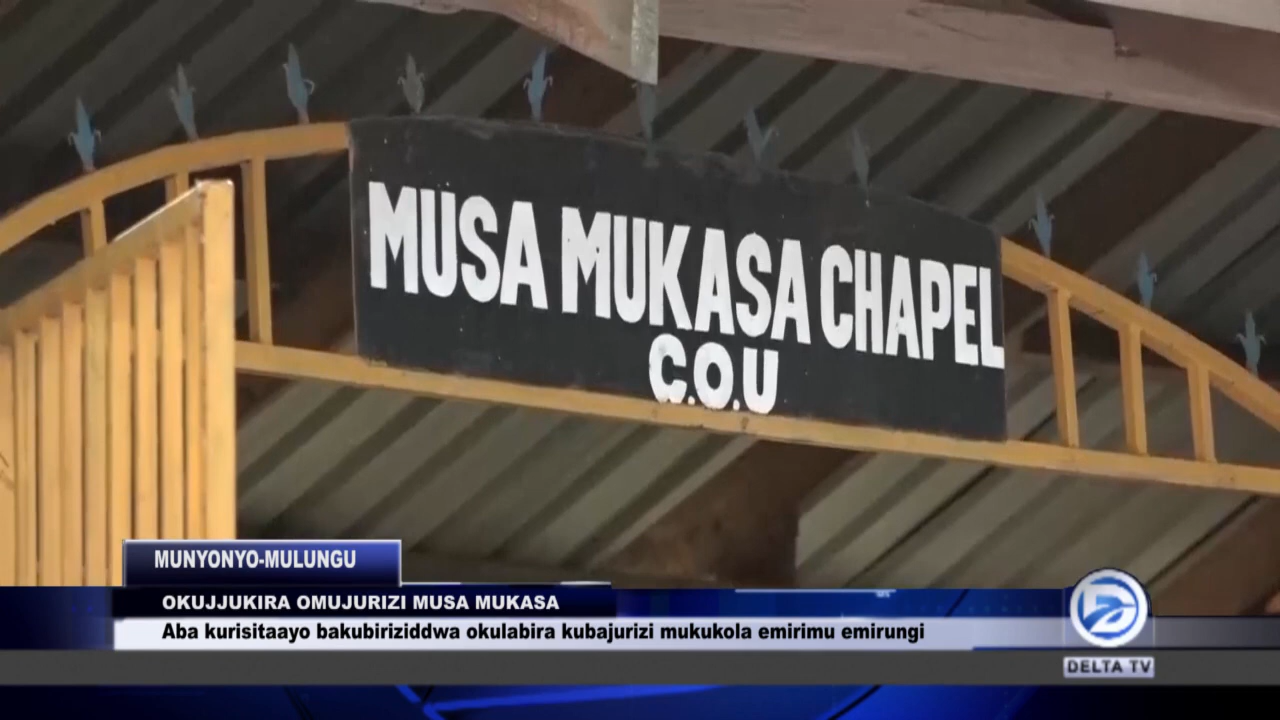 MUSA MUKASA CHAPEL
C.O.U
MUNYONYO-MULUNGU
OKUJJUKIRA OMUJURIZI MUSA MUKASA
Aba kurisitaayo bakubiriziddwa okulabira kubajurizi mukukola emirimu emirungi
DELTA TV